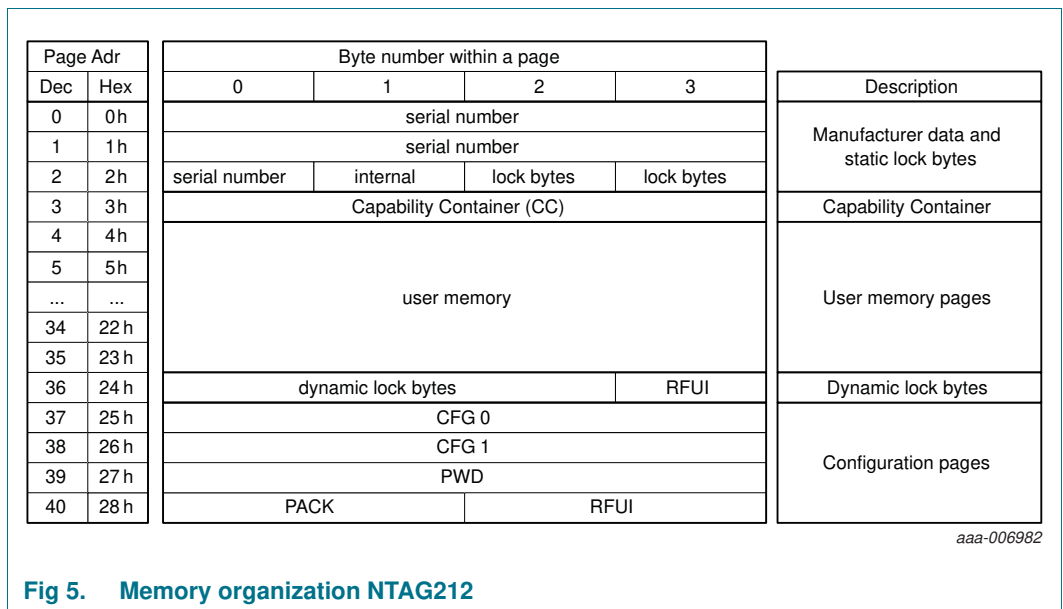 Page Adr Byte number within a page
Dec Hex 0 1 2 3 Description
0 0h serial number
Manufacturer data and
1 1h serial number
static lock bytes
2 2h serial number internal lock bytes lock bytes
3 3h Capability Container (CC) Capability Container
4 4h
5 5h
... ... user memory User memory pages
34 22h
35 23h
36 24h dynamic lock bytes RFUI Dynamic lock bytes
37 25h CFG 0
38 26h CFG 1
Configuration pages
39 27h PWD
40 28h PACK RFUI
aaa-006982
Fig 5. Memory organization NTAG212